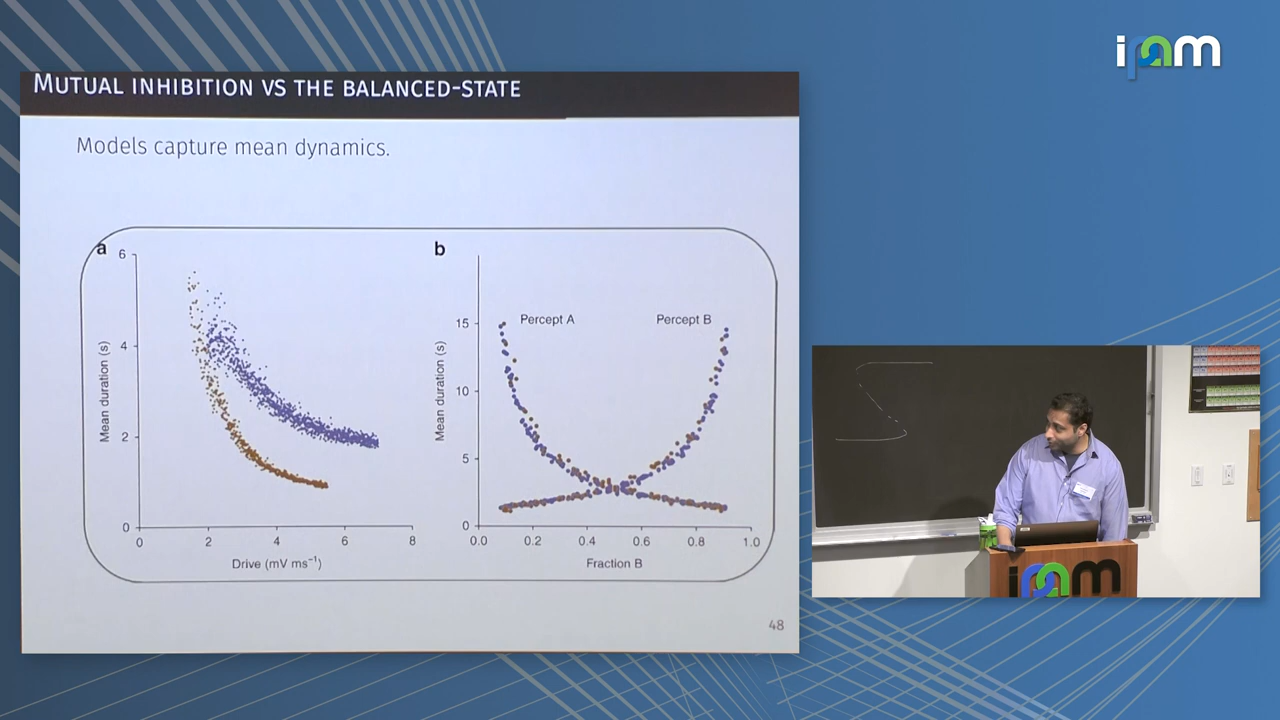 ipam
MUTUAL INHIBITION VS THE BALANCED-STATE
Models capture mean dynamics.
a
6
4
2
0
Mean duration (s)
0 2 4 6 8
Drive (mV ms⁻¹)
b
15
10
5
0
Mean duration (s)
Percept A
Percept B
0.0 0.2 0.4 0.6 0.8 1.0
Fraction B
48
ipam